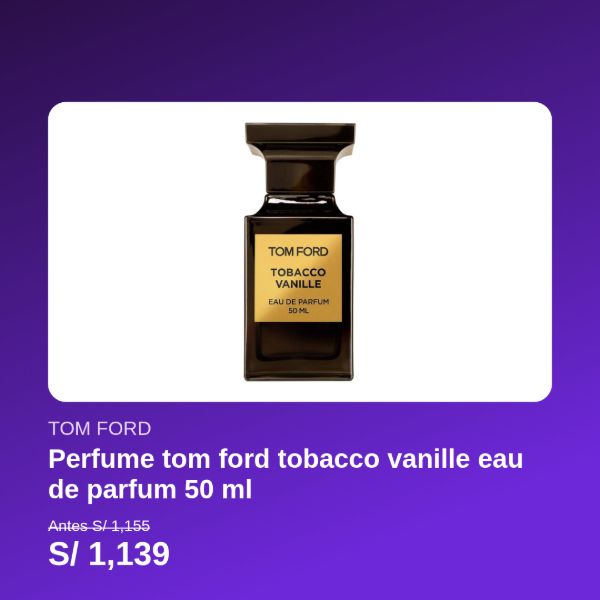 TOM FORD
TOBACCO
VANILLE
EAU DE PARFUM
50 ML
TOM FORD
Perfume tom ford tobacco vanille eau
de parfum 50 ml
Antes S/ 1,155
S/ 1,139